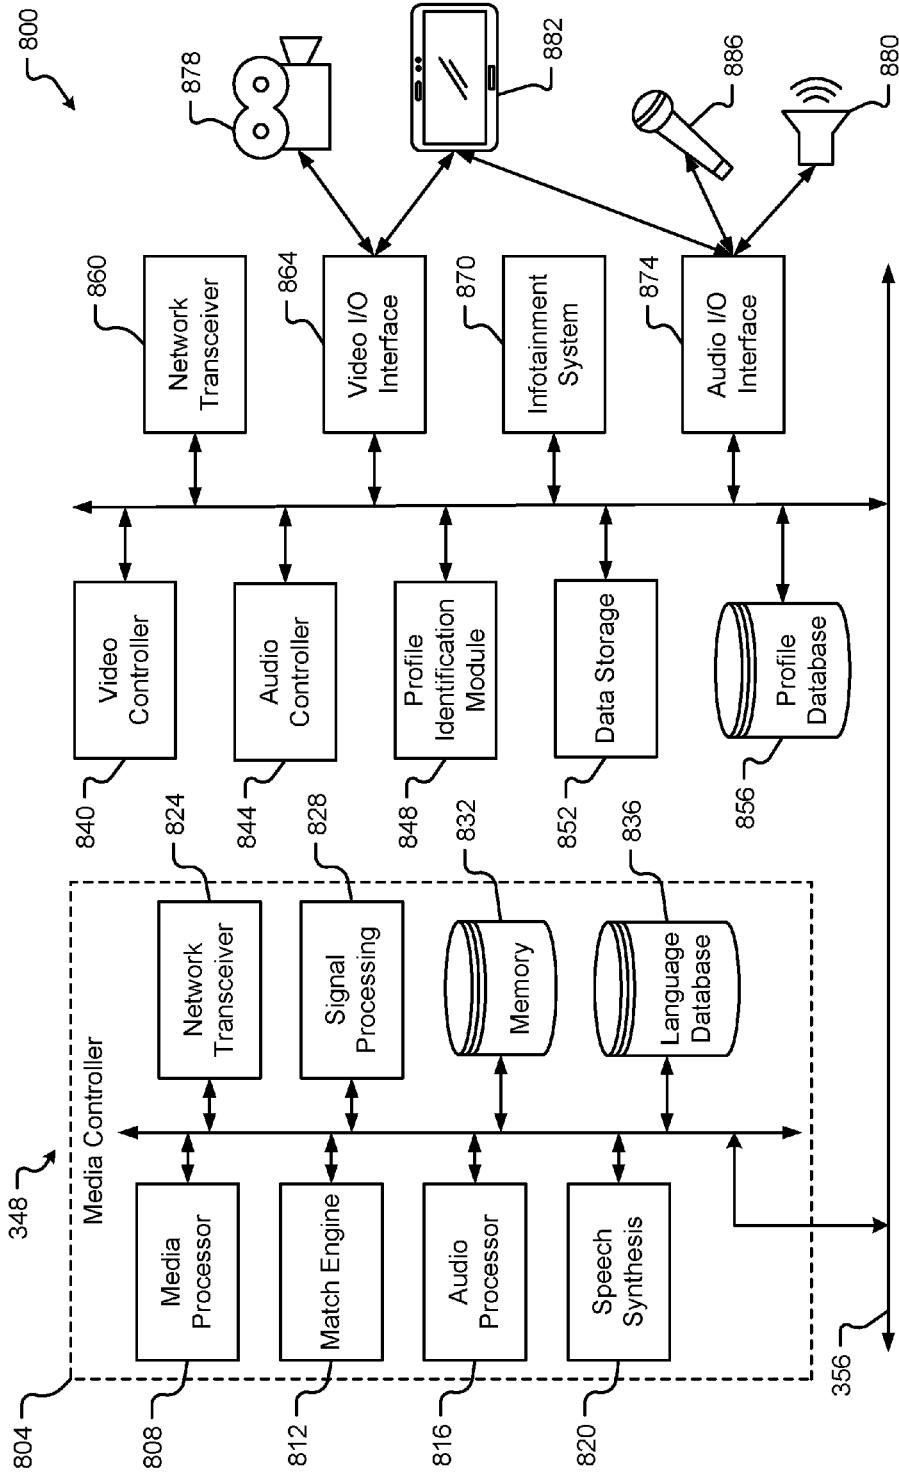 800
348
804
Media Controller
808
Media
Processor
812
Match Engine
816
Audio
Processor
820
Speech
Synthesis
824
Network
Transceiver
828
Signal
Processing
832
Memory
836
Language
Database
840
Video
Controller
844
Audio
Controller
848
Profile
Identification
Module
852
Data Storage
856
Profile
Database
860
Network
Transceiver
864
Video I/O
Interface
870
Infotainment
System
874
Audio I/O
Interface
878
882
886
880
356